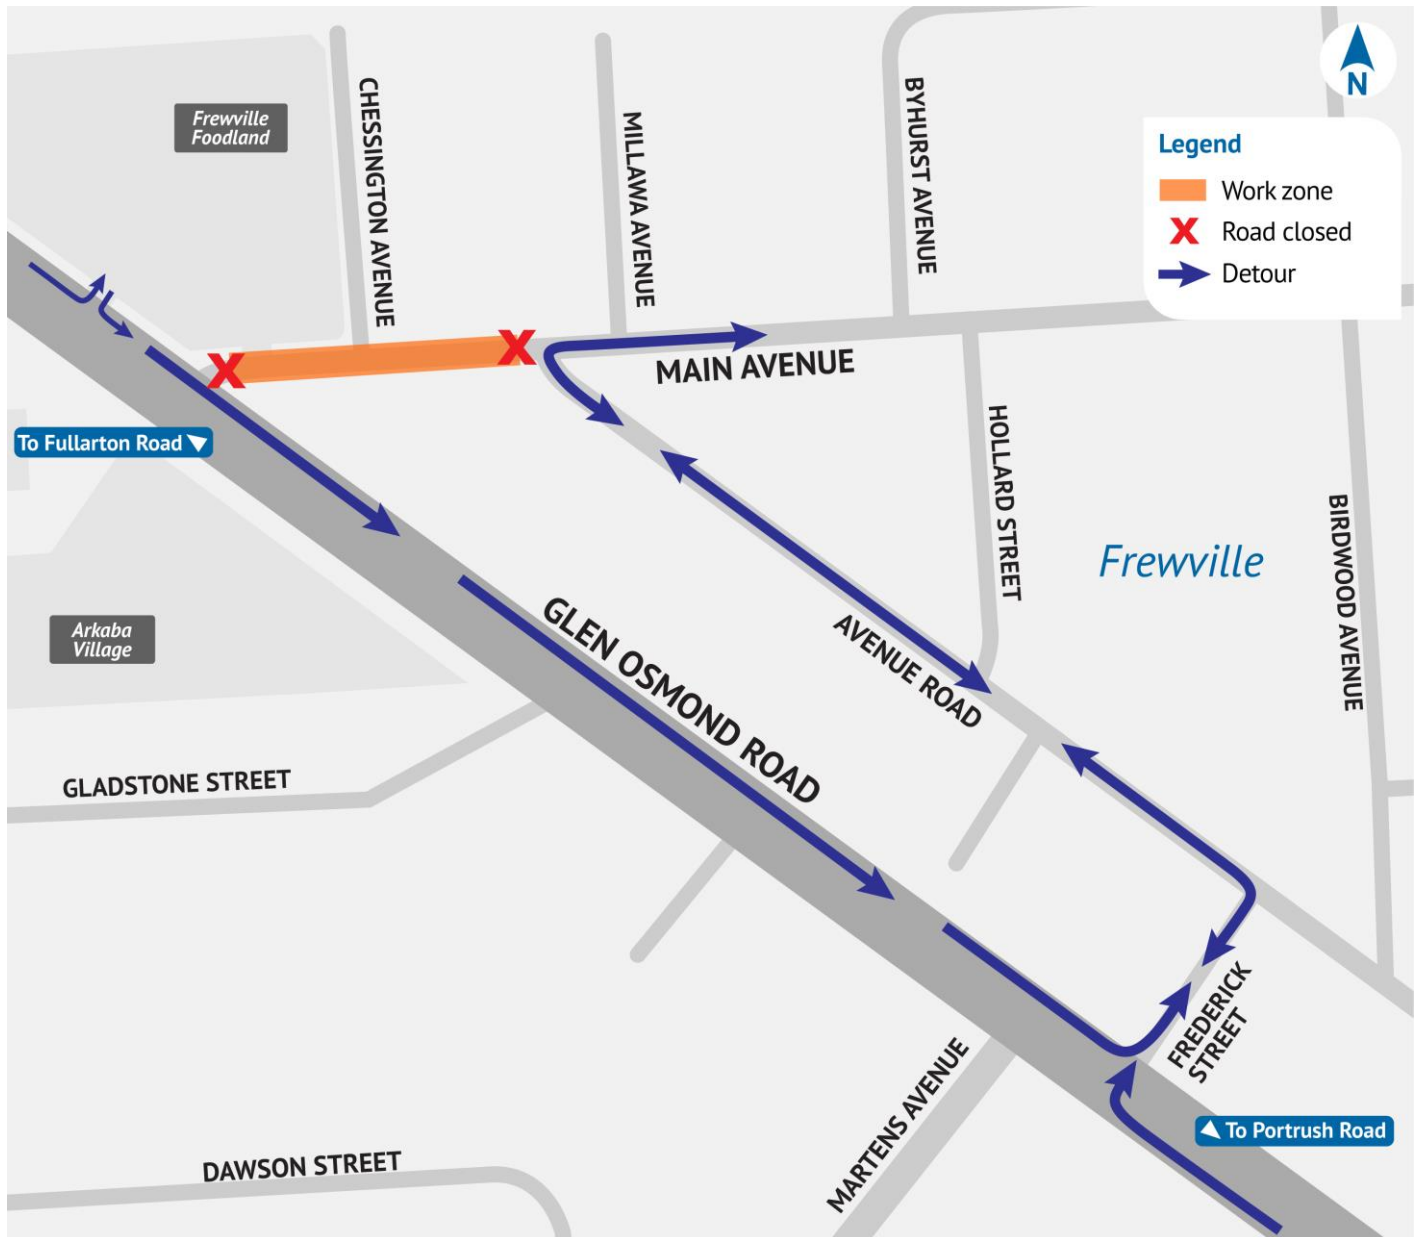 N
Legend
Work zone
Road closed
Detour
Frewville
Foodland
CHESSINGTON AVENUE
MILLAWA AVENUE
BYHURST AVENUE
MAIN AVENUE
To Fullarton Road
HOLLARD STREET
Frewville
BIRDWOOD AVENUE
Arkaba
Village
GLEN OSMOND ROAD
AVENUE ROAD
GLADSTONE STREET
FREDERICK
STREET
MARTENS AVENUE
To Portrush Road
DAWSON STREET